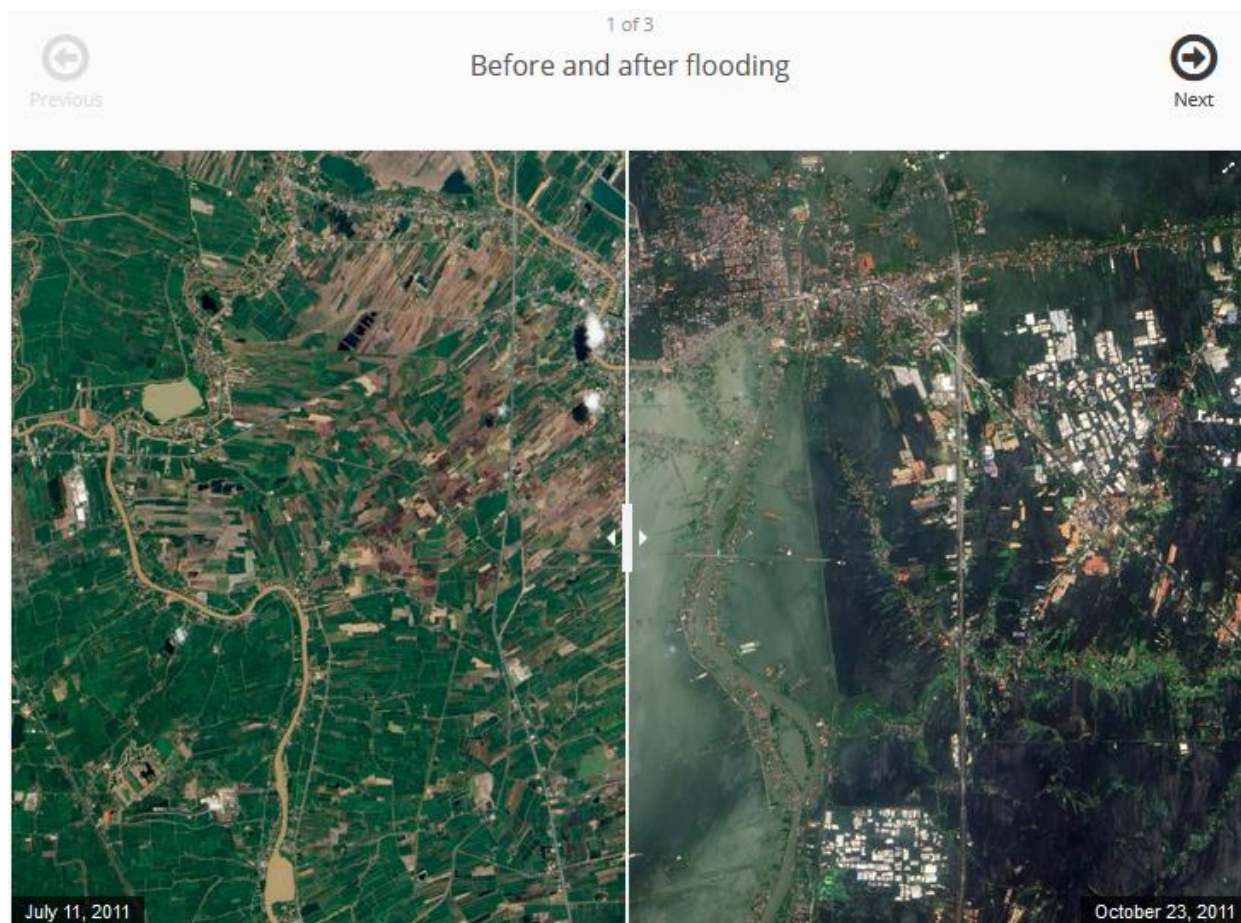 1 of 3
Before and after flooding
Previous
Next
July 11, 2011
October 23, 2011